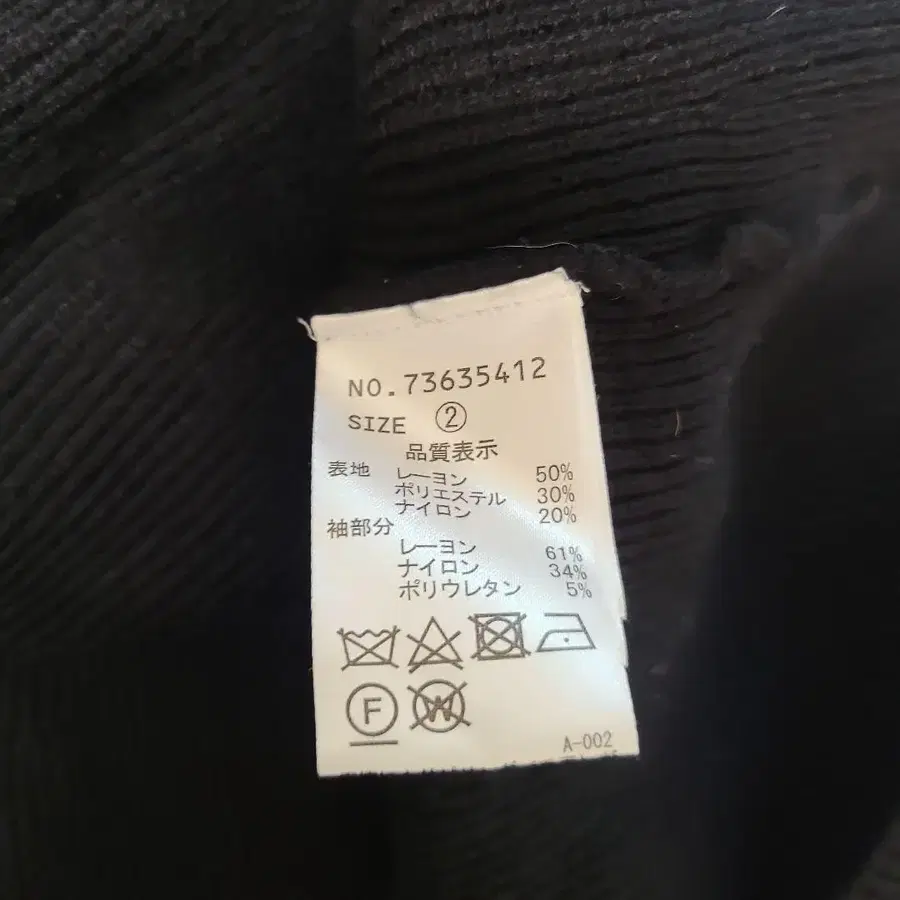 NO.73635412
SIZE ②
品質表示
表地 レーヨン 50%
ポリエステル 30%
ナイロン 20%
袖部分
レーヨン 61%
ナイロン 34%
ポリウレタン 5%
F W
A-002